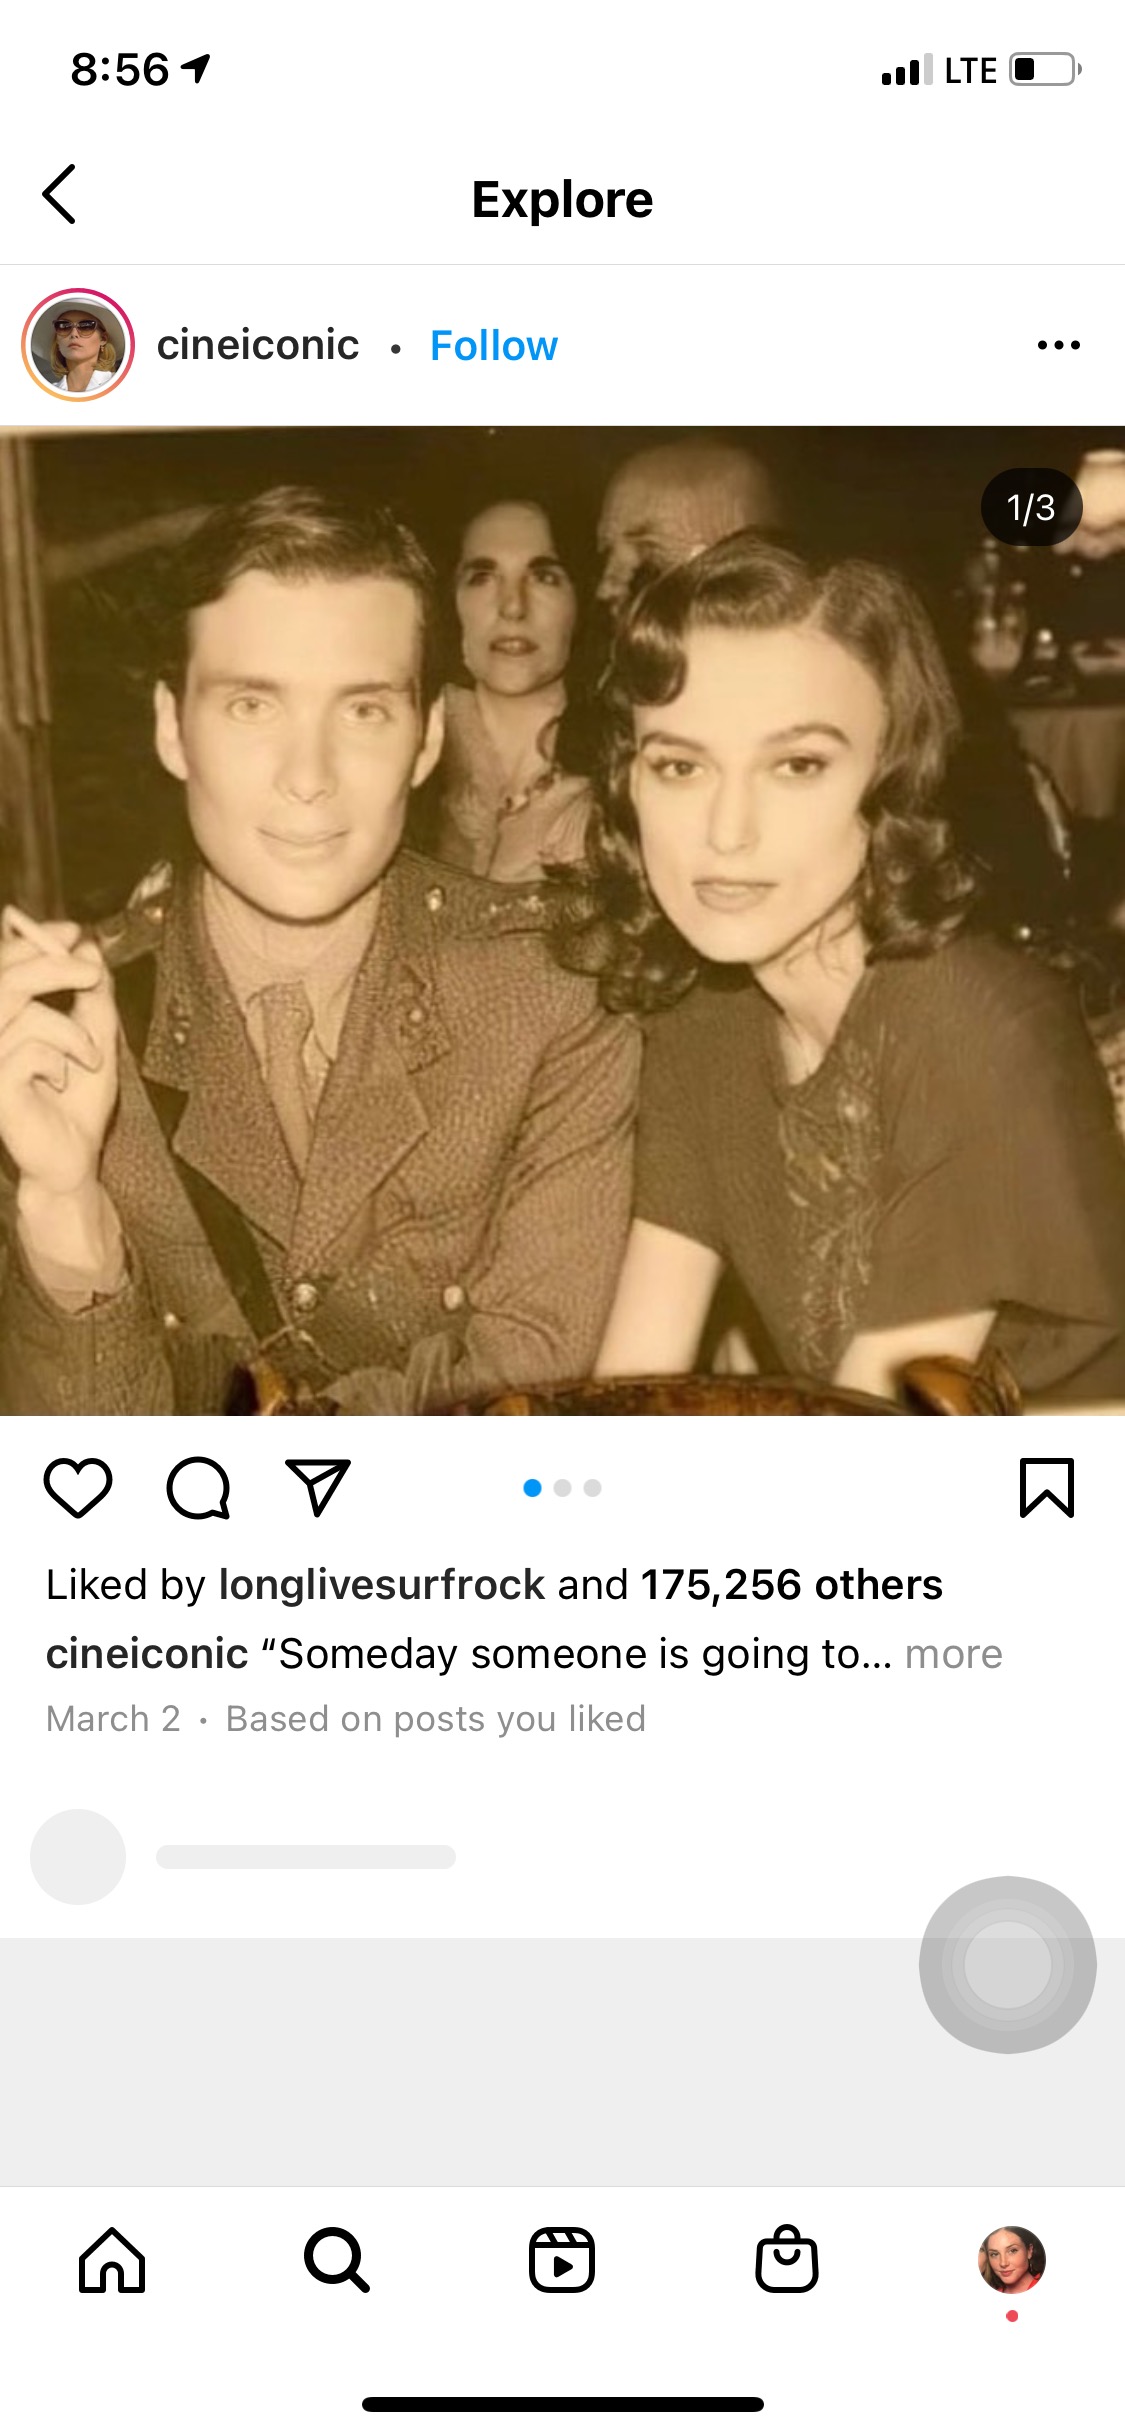 8:56 LTE
Explore
cineiconic • Follow
1/3
Liked by longlivesurfrock and 175,256 others
cineiconic “Someday someone is going to... more
March 2 • Based on posts you liked